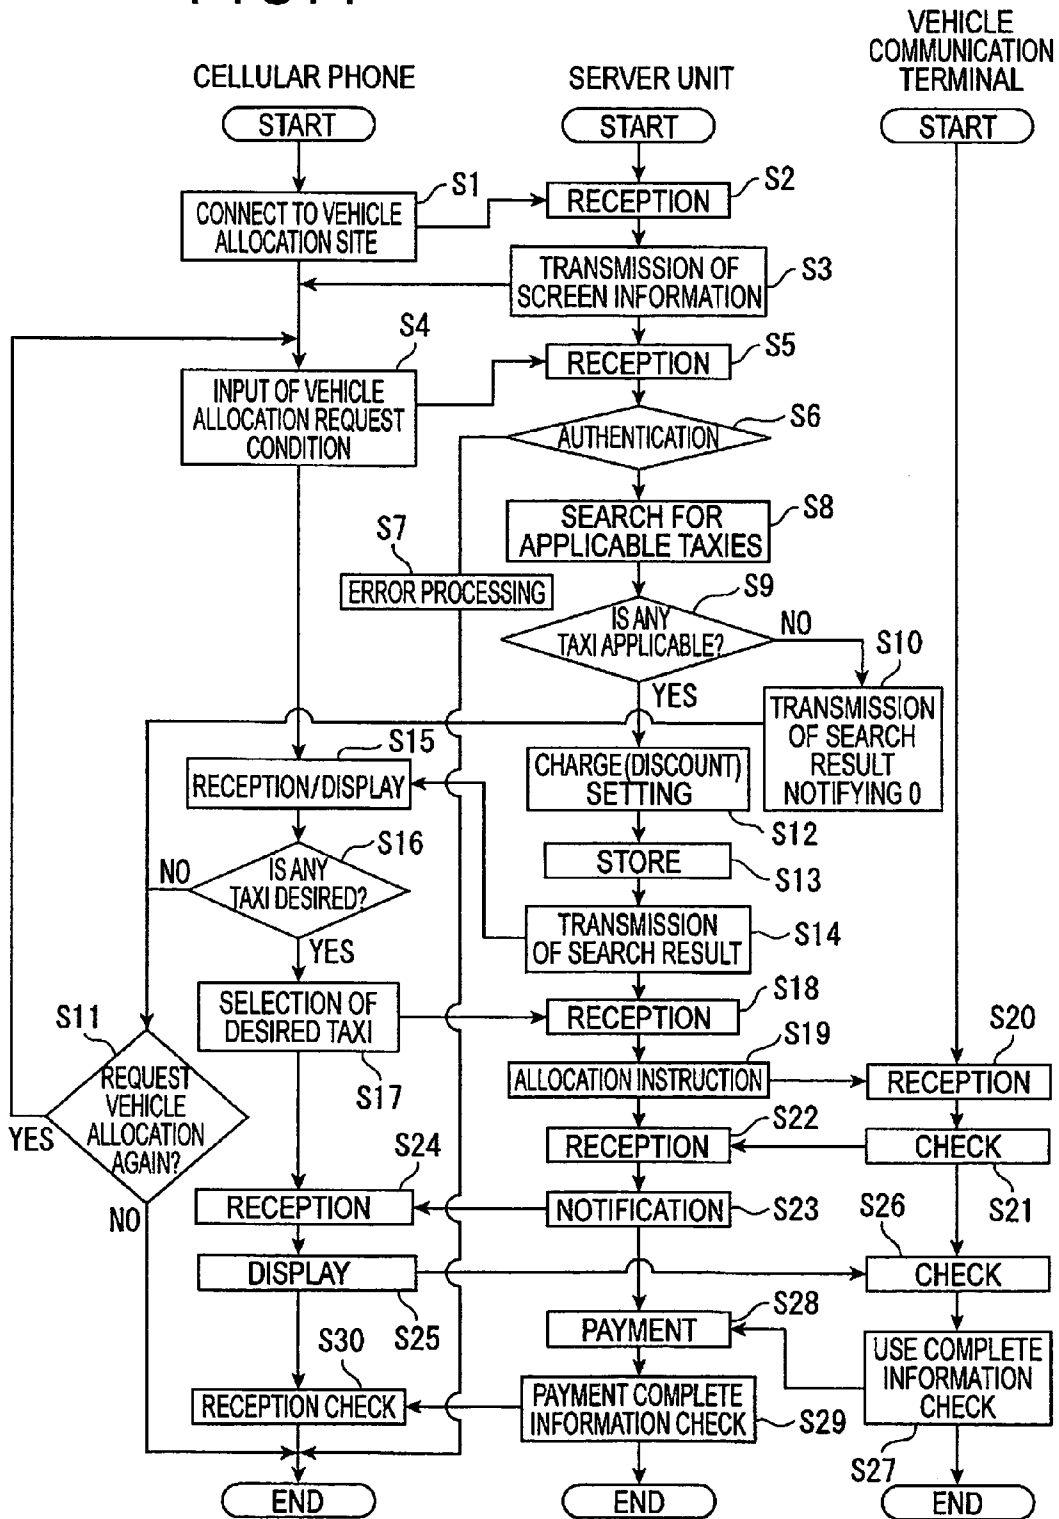 CELLULAR PHONE
SERVER UNIT
VEHICLE
COMMUNICATION
TERMINAL
START
START
START
S1
CONNECT TO VEHICLE
ALLOCATION SITE
S2
RECEPTION
S3
TRANSMISSION OF
SCREEN INFORMATION
S4
INPUT OF VEHICLE
ALLOCATION REQUEST
CONDITION
S5
RECEPTION
S6
AUTHENTICATION
S7
ERROR PROCESSING
S8
SEARCH FOR
APPLICABLE TAXIES
S9
IS ANY
TAXI APPLICABLE?
NO
YES
S10
TRANSMISSION
OF SEARCH
RESULT
NOTIFYING 0
S15
RECEPTION/DISPLAY
CHARGE (DISCOUNT)
SETTING
S12
S16
IS ANY
TAXI DESIRED?
NO
YES
STORE
S13
TRANSMISSION
OF SEARCH RESULT
S14
SELECTION OF
DESIRED TAXI
S17
S18
RECEPTION
S11
REQUEST
VEHICLE
ALLOCATION
AGAIN?
YES
NO
S19
ALLOCATION INSTRUCTION
S20
RECEPTION
S22
RECEPTION
CHECK
S21
S24
RECEPTION
NOTIFICATION
S23
S26
CHECK
DISPLAY
S25
S28
PAYMENT
USE COMPLETE
INFORMATION
CHECK
S27
S30
RECEPTION CHECK
PAYMENT COMPLETE
INFORMATION CHECK
S29
END
END
END